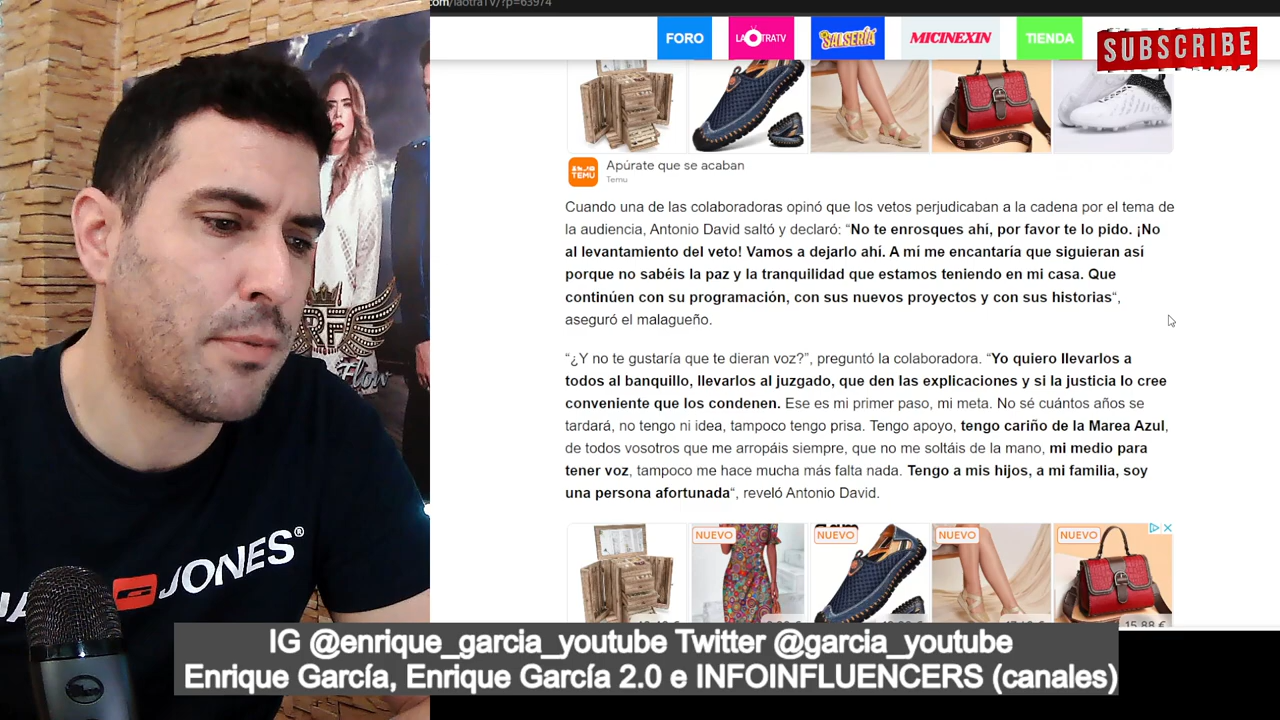 com/laotraTV/?p=63974
FORO
LAOTRATV
SALSERÍA
MICINEXIN
TIENDA
SUBSCRIBE
Apúrate que se acaban
TEMU
Temu
Cuando una de las colaboradoras opinó que los vetos perjudicaban a la cadena por el tema de
la audiencia, Antonio David saltó y declaró: “No te enrosques ahí, por favor te lo pido. ¡No
al levantamiento del veto! Vamos a dejarlo ahí. A mí me encantaría que siguieran así
porque no sabéis la paz y la tranquilidad que estamos teniendo en mi casa. Que
continúen con su programación, con sus nuevos proyectos y con sus historias“,
aseguró el malagueño.
“¿Y no te gustaría que te dieran voz?”, preguntó la colaboradora. “Yo quiero llevarlos a
todos al banquillo, llevarlos al juzgado, que den las explicaciones y si la justicia lo cree
conveniente que los condenen. Ese es mi primer paso, mi meta. No sé cuántos años se
tardará, no tengo ni idea, tampoco tengo prisa. Tengo apoyo, tengo cariño de la Marea Azul,
de todos vosotros que me arropáis siempre, que no me soltáis de la mano, mi medio para
tener voz, tampoco me hace mucha más falta nada. Tengo a mis hijos, a mi familia, soy
una persona afortunada“, reveló Antonio David.
NUEVO
NUEVO
NUEVO
NUEVO
15,88 €
RF
Flow
JONES®
IG @enrique_garcia_youtube Twitter @garcia_youtube
Enrique García, Enrique García 2.0 e INFOINFLUENCERS (canales)